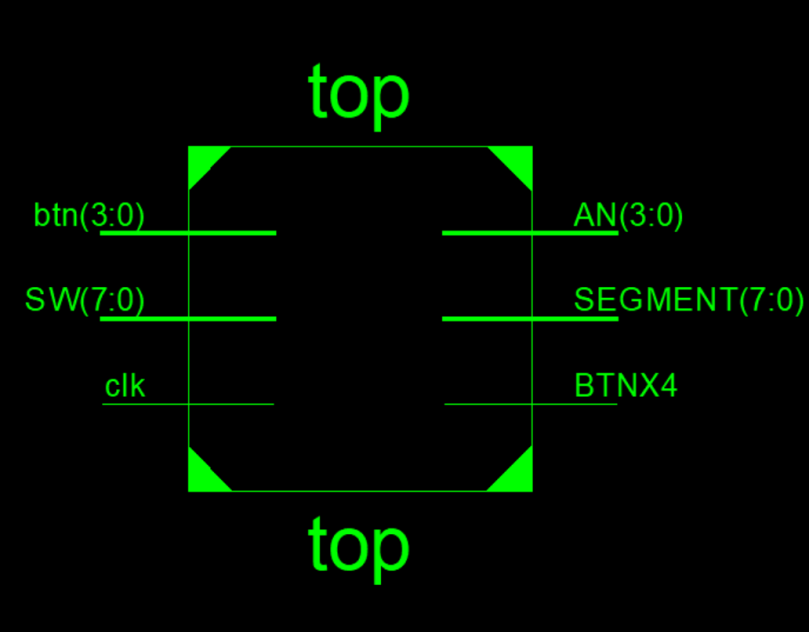 top
btn(3:0)
AN(3:0)
SW(7:0)
SEGMENT(7:0)
clk
BTNX4
top